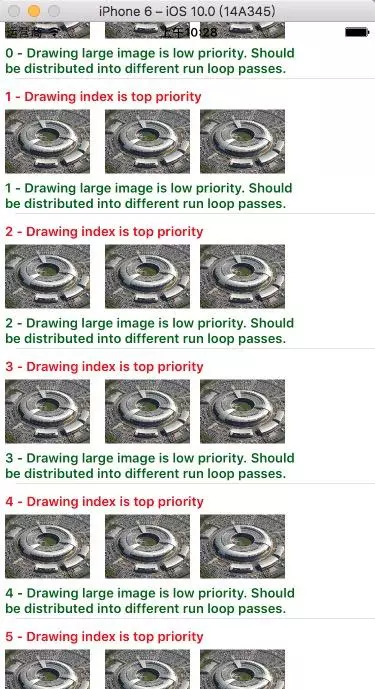 iPhone 6 – iOS 10.0 (14A345)
上午10:28
0 - Drawing large image is low priority. Should
be distributed into different run loop passes.
1 - Drawing index is top priority
1 - Drawing large image is low priority. Should
be distributed into different run loop passes.
2 - Drawing index is top priority
2 - Drawing large image is low priority. Should
be distributed into different run loop passes.
3 - Drawing index is top priority
3 - Drawing large image is low priority. Should
be distributed into different run loop passes.
4 - Drawing index is top priority
4 - Drawing large image is low priority. Should
be distributed into different run loop passes.
5 - Drawing index is top priority